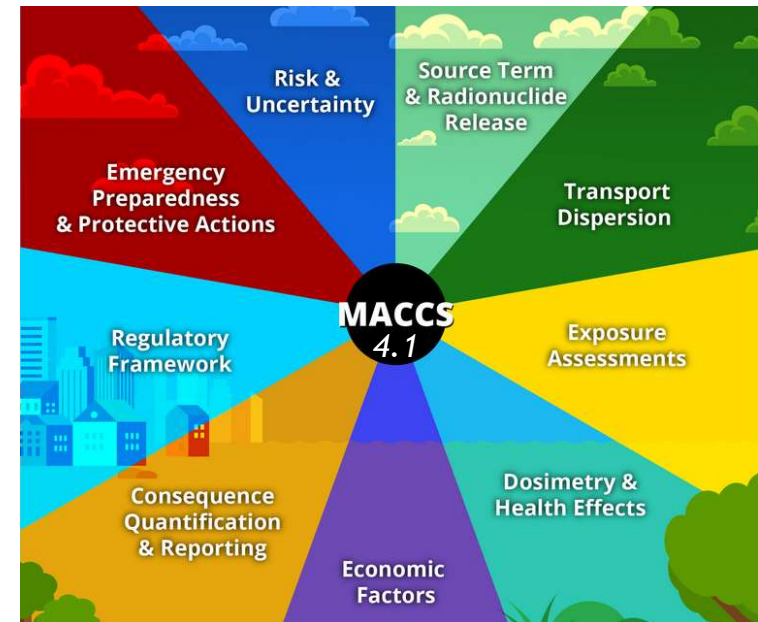 Risk &
Uncertainty
Source Term
& Radionuclide
Release
Transport
Dispersion
Exposure
Assessments
Dosimetry &
Health Effects
Economic
Factors
Consequence
Quantification
& Reporting
Regulatory
Framework
Emergency
Preparedness
& Protective Actions
MACCS
4.1